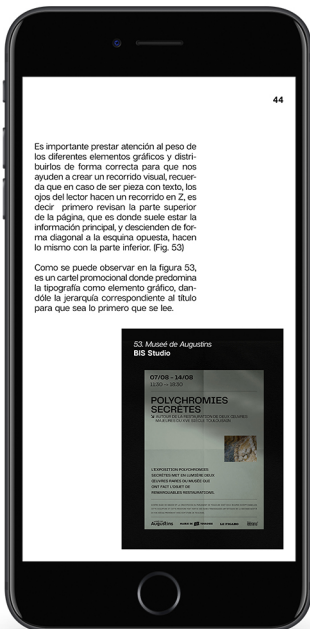 44
Es importante prestar atención al peso de
los diferentes elementos gráficos y distri-
buirlos de forma correcta para que nos
ayuden a crear un recorrido visual, recuer-
da que en caso de ser pieza con texto, los
ojos del lector hacen un recorrido en Z, es
decir primero revisan la parte superior
de la página, que es donde suele estar la
información principal, y descienden de for-
ma diagonal a la esquina opuesta, hacen
lo mismo con la parte inferior. (Fig. 53)
Como se puede observar en la figura 53,
es un cartel promocional donde predomina
la tipografía como elemento gráfico, dan-
dóle la jerarquía correspondiente al título
para que sea lo primero que se lee.
53. Museé de Augustins
BIS Studio
07/08 - 14/08
POLYCHROMIES
SECRÈTES
L'EXPOSITION POLYCHROMIES
SECRÈTES MET EN LUMIÈRE DEUX
ŒUVRES RARES DU MUSÉE QUI
ONT FAIT L'OBJET DE
REMARQUABLES RESTAURATIONS.
Augustins